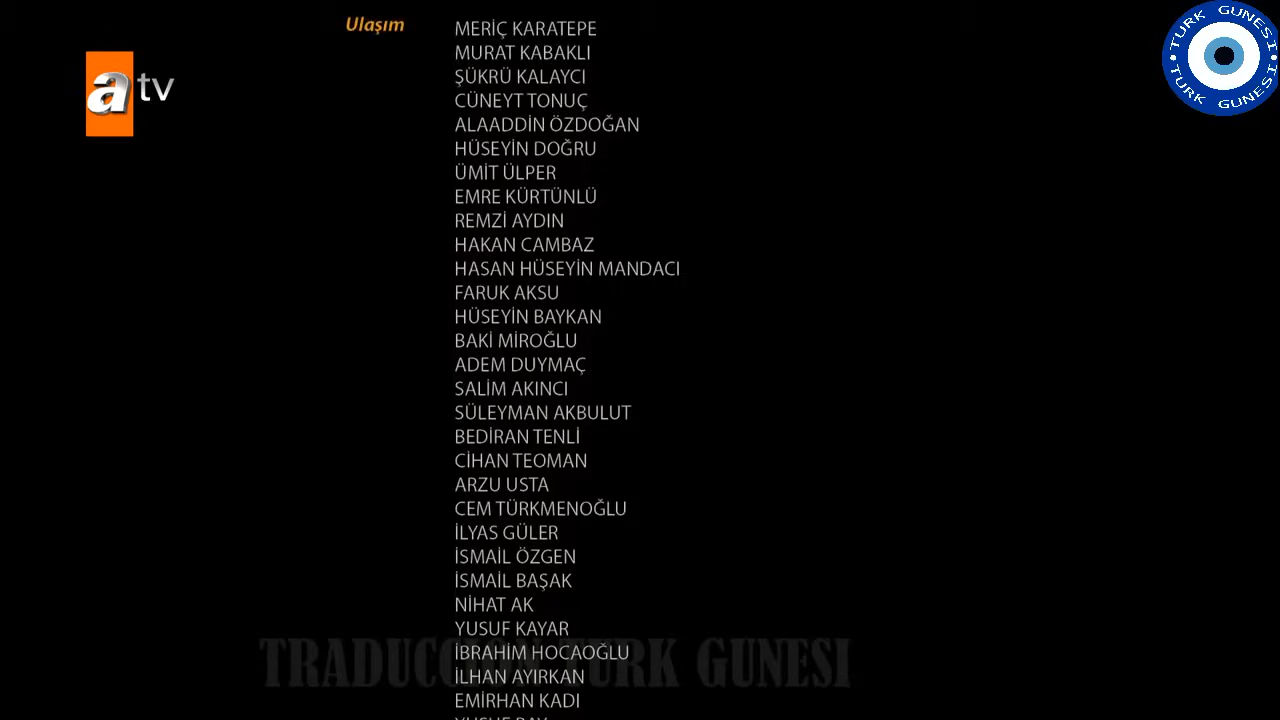 Ulaşım
MERİÇ KARATEPE
MURAT KABAKLI
ŞÜKRÜ KALAYCI
CÜNEYT TONUÇ
ALAADDİN ÖZDOĞAN
HÜSEYİN DOĞRU
ÜMİT ÜLPER
EMRE KÜRTÜNLÜ
REMZİ AYDIN
HAKAN CAMBAZ
HASAN HÜSEYİN MANDACI
FARUK AKSU
HÜSEYİN BAYKAN
BAKİ MİROĞLU
ADEM DUYMAÇ
SALİM AKINCI
SÜLEYMAN AKBULUT
BEDİRAN TENLİ
CİHAN TEOMAN
ARZU USTA
CEM TÜRKMENOĞLU
İLYAS GÜLER
İSMAİL ÖZGEN
İSMAİL BAŞAK
NİHAT AK
YUSUF KAYAR
İBRAHİM HOCAOĞLU
İLHAN AYIRKAN
EMİRHAN KADI
atv
TURK GUNESI
TURK GUNESI
TRADUCCION TURK GUNESI